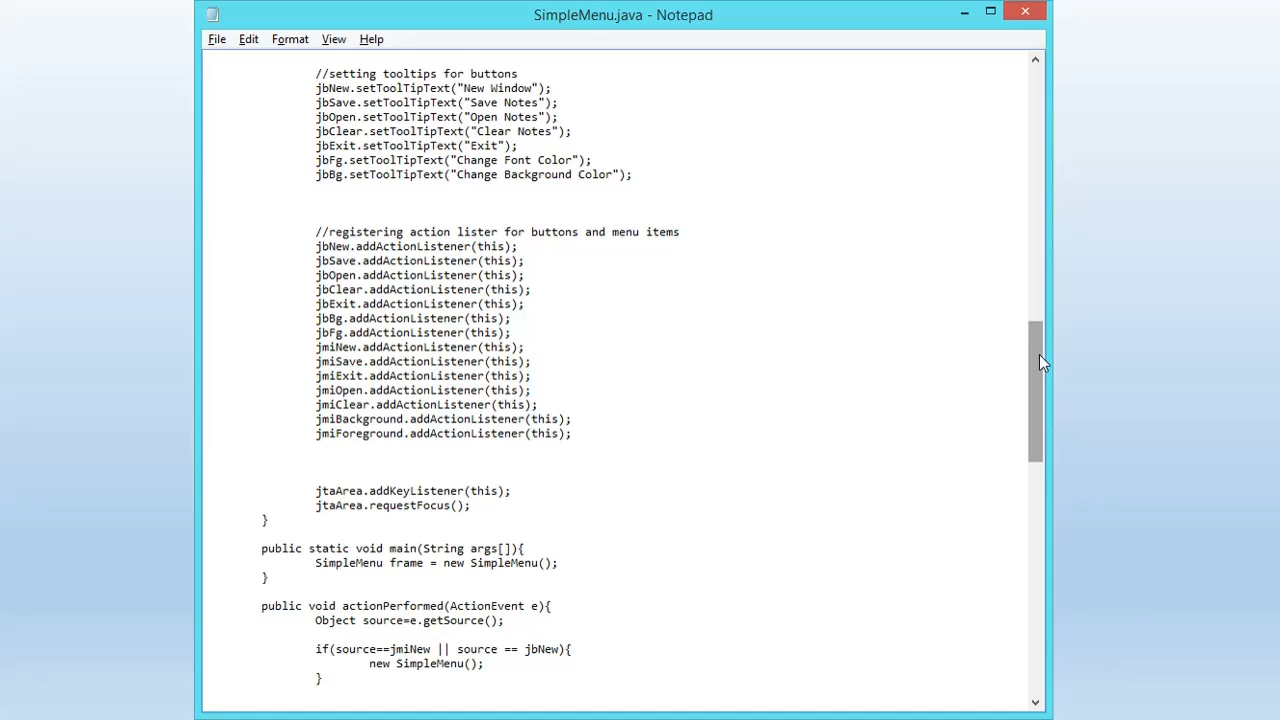 SimpleMenu.java - Notepad
File Edit Format View Help
//setting tooltips for buttons
jbNew.setToolTipText("New Window");
jbSave.setToolTipText("Save Notes");
jbOpen.setToolTipText("Open Notes");
jbClear.setToolTipText("Clear Notes");
jbExit.setToolTipText("Exit");
jbFg.setToolTipText("Change Font Color");
jbBg.setToolTipText("Change Background Color");
//registering action lister for buttons and menu items
jbNew.addActionListener(this);
jbSave.addActionListener(this);
jbOpen.addActionListener(this);
jbClear.addActionListener(this);
jbExit.addActionListener(this);
jbBg.addActionListener(this);
jbFg.addActionListener(this);
jmiNew.addActionListener(this);
jmiSave.addActionListener(this);
jmiExit.addActionListener(this);
jmiOpen.addActionListener(this);
jmiClear.addActionListener(this);
jmiBackground.addActionListener(this);
jmiForeground.addActionListener(this);
jtaArea.addKeyListener(this);
jtaArea.requestFocus();
}
public static void main(String args[]){
SimpleMenu frame = new SimpleMenu();
}
public void actionPerformed(ActionEvent e){
Object source=e.getSource();
if(source==jmiNew || source == jbNew){
new SimpleMenu();
}